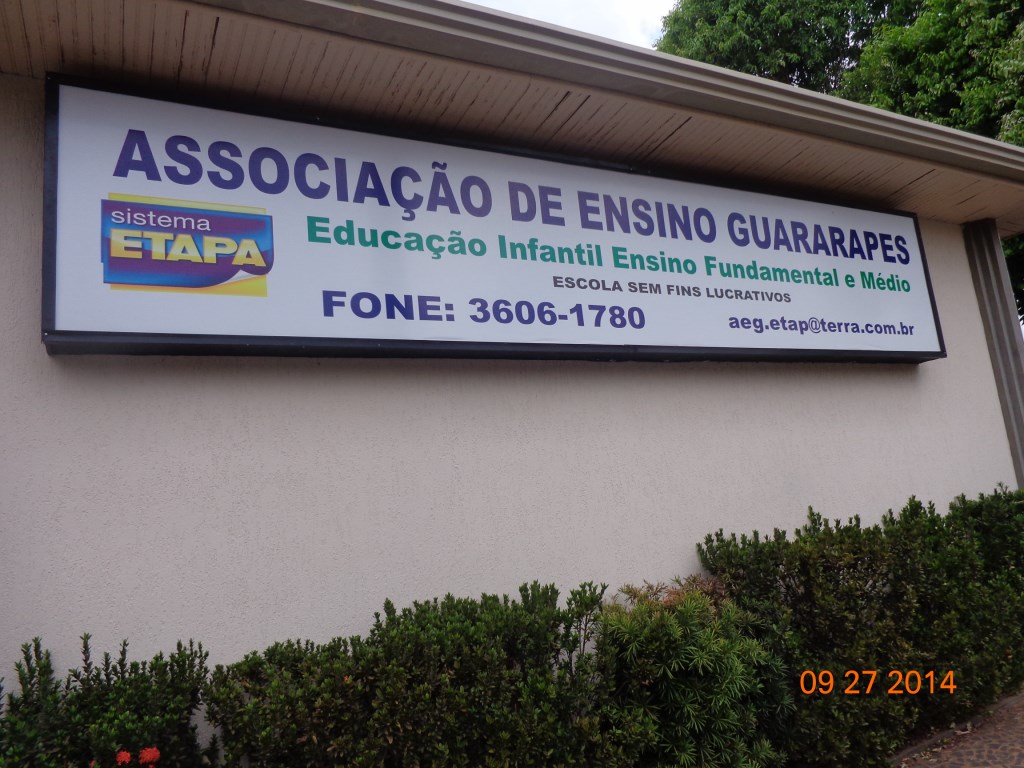 ASSOCIAÇÃO DE ENSINO GUARARAPES
sistema
ETAPA
Educação Infantil Ensino Fundamental e Médio
ESCOLA SEM FINS LUCRATIVOS
FONE: 3606-1780
aeg.etap@terra.com.br
09 27 2014